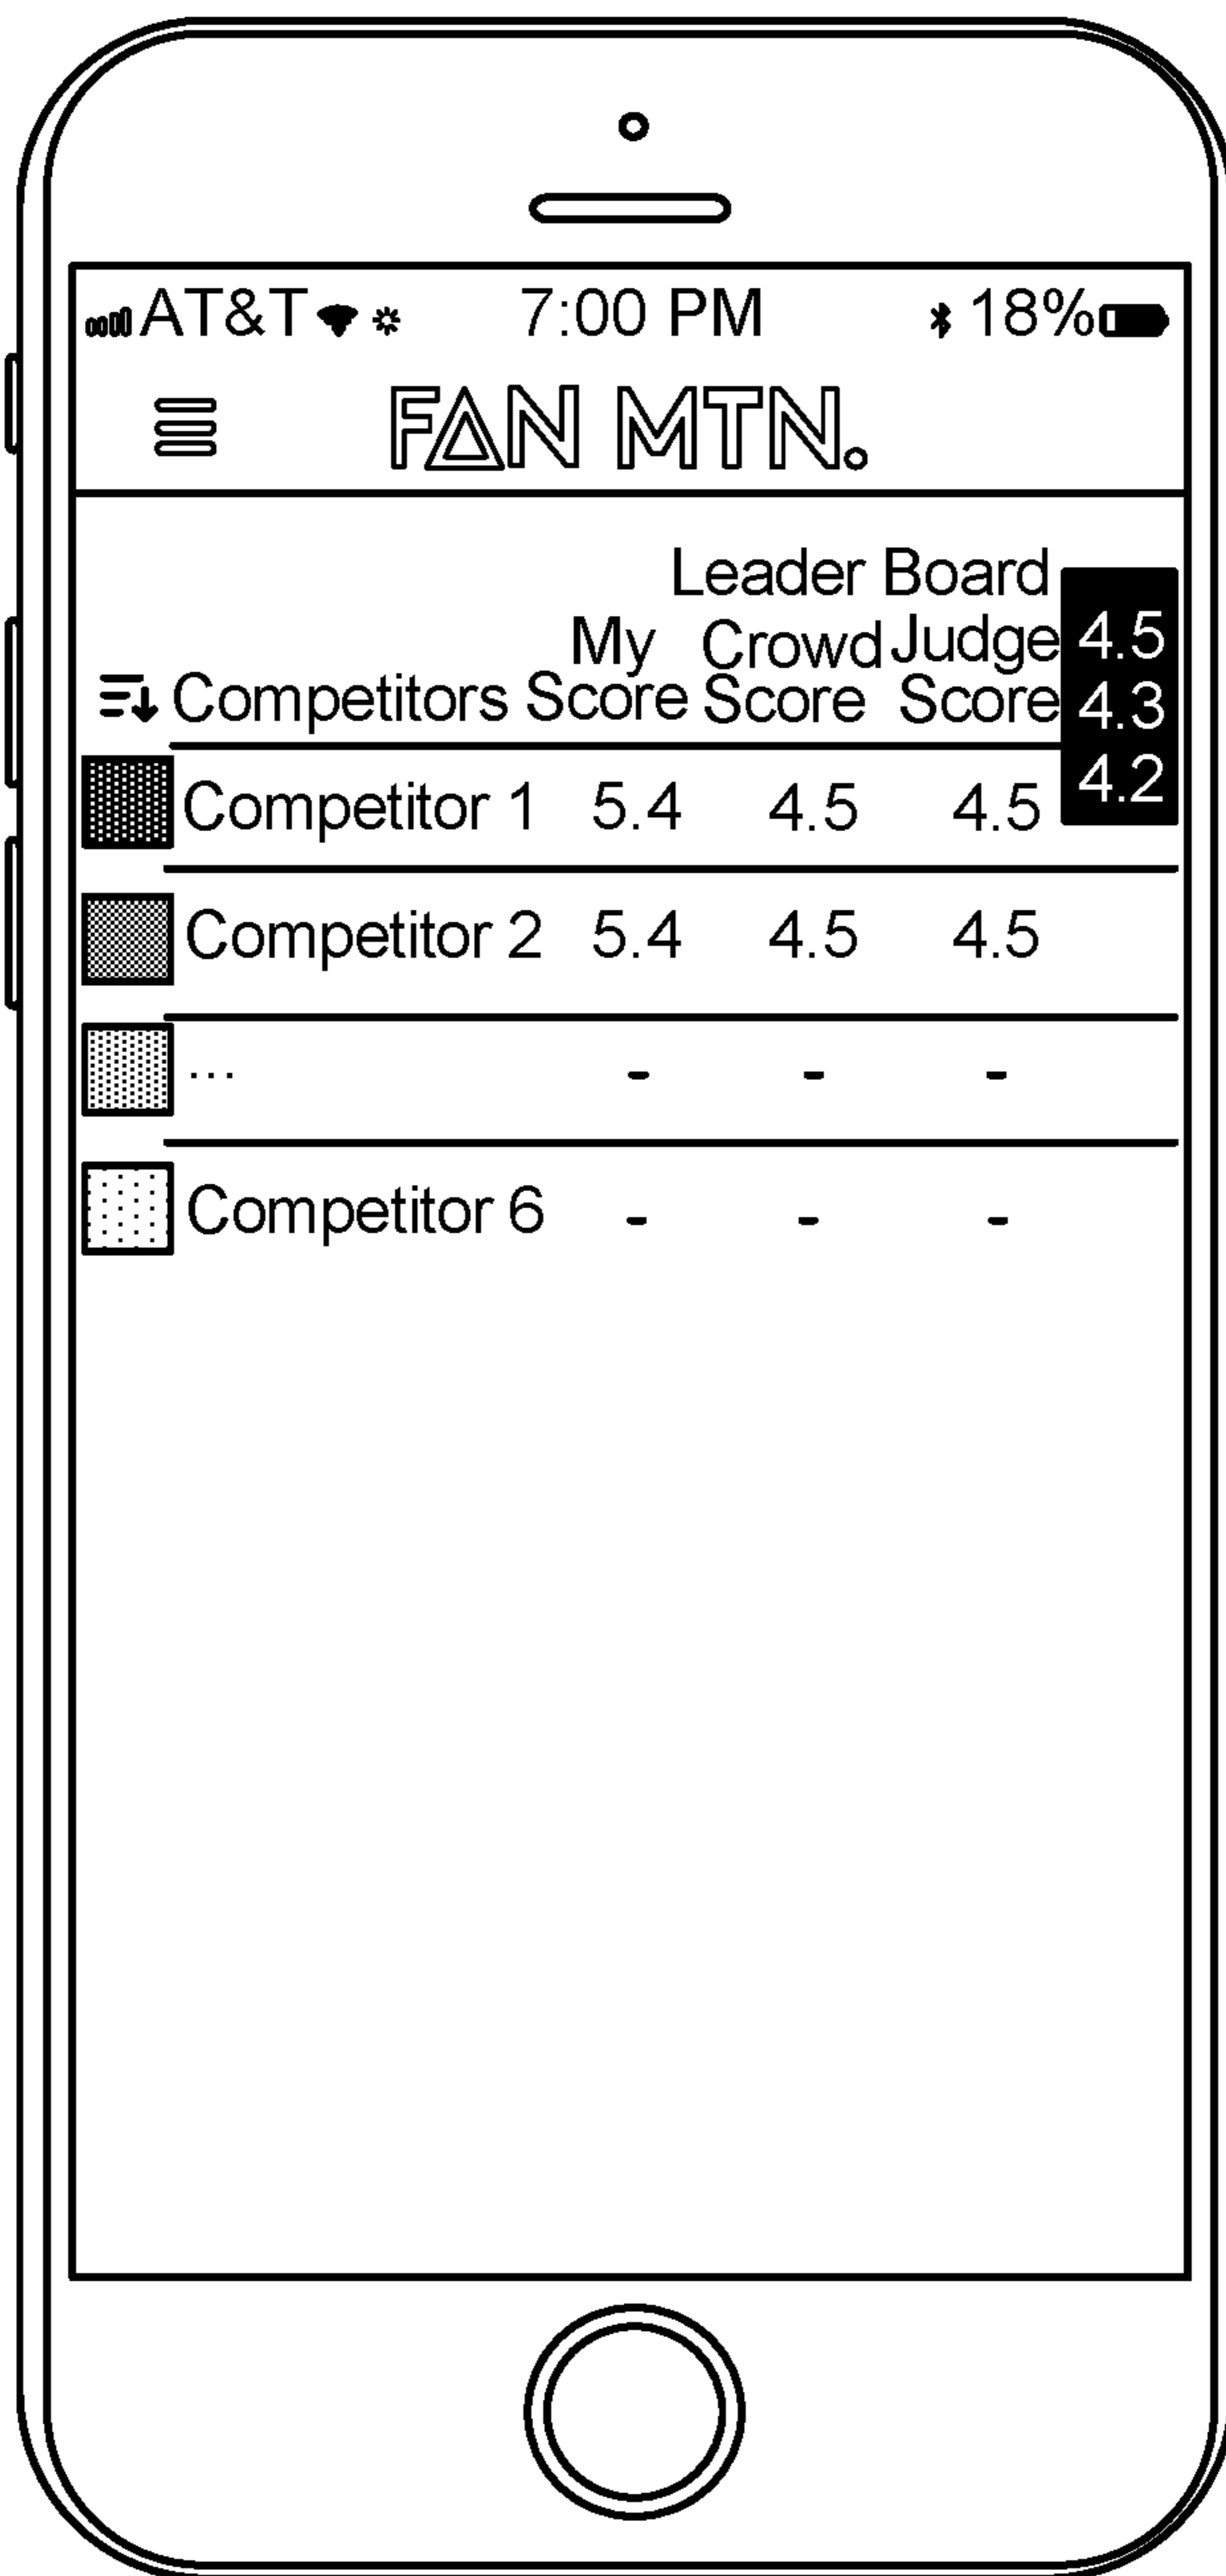 AT&T 7:00 PM 18%
FAN MTN.
Leader Board
My Crowd Judge 4.5
Competitors Score Score Score 4.3
4.2
Competitor 1 5.4 4.5 4.5
Competitor 2 5.4 4.5 4.5
... - - -
Competitor 6 - - -